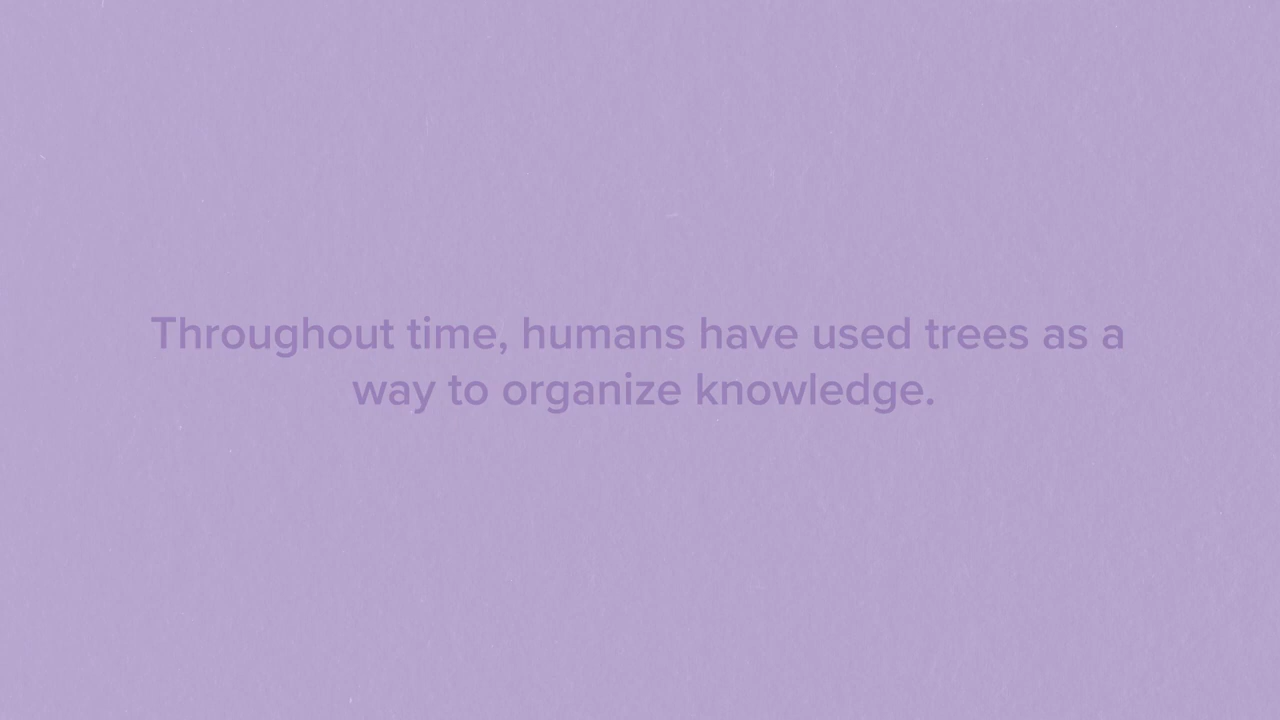 Throughout time, humans have used trees as a
way to organize knowledge.